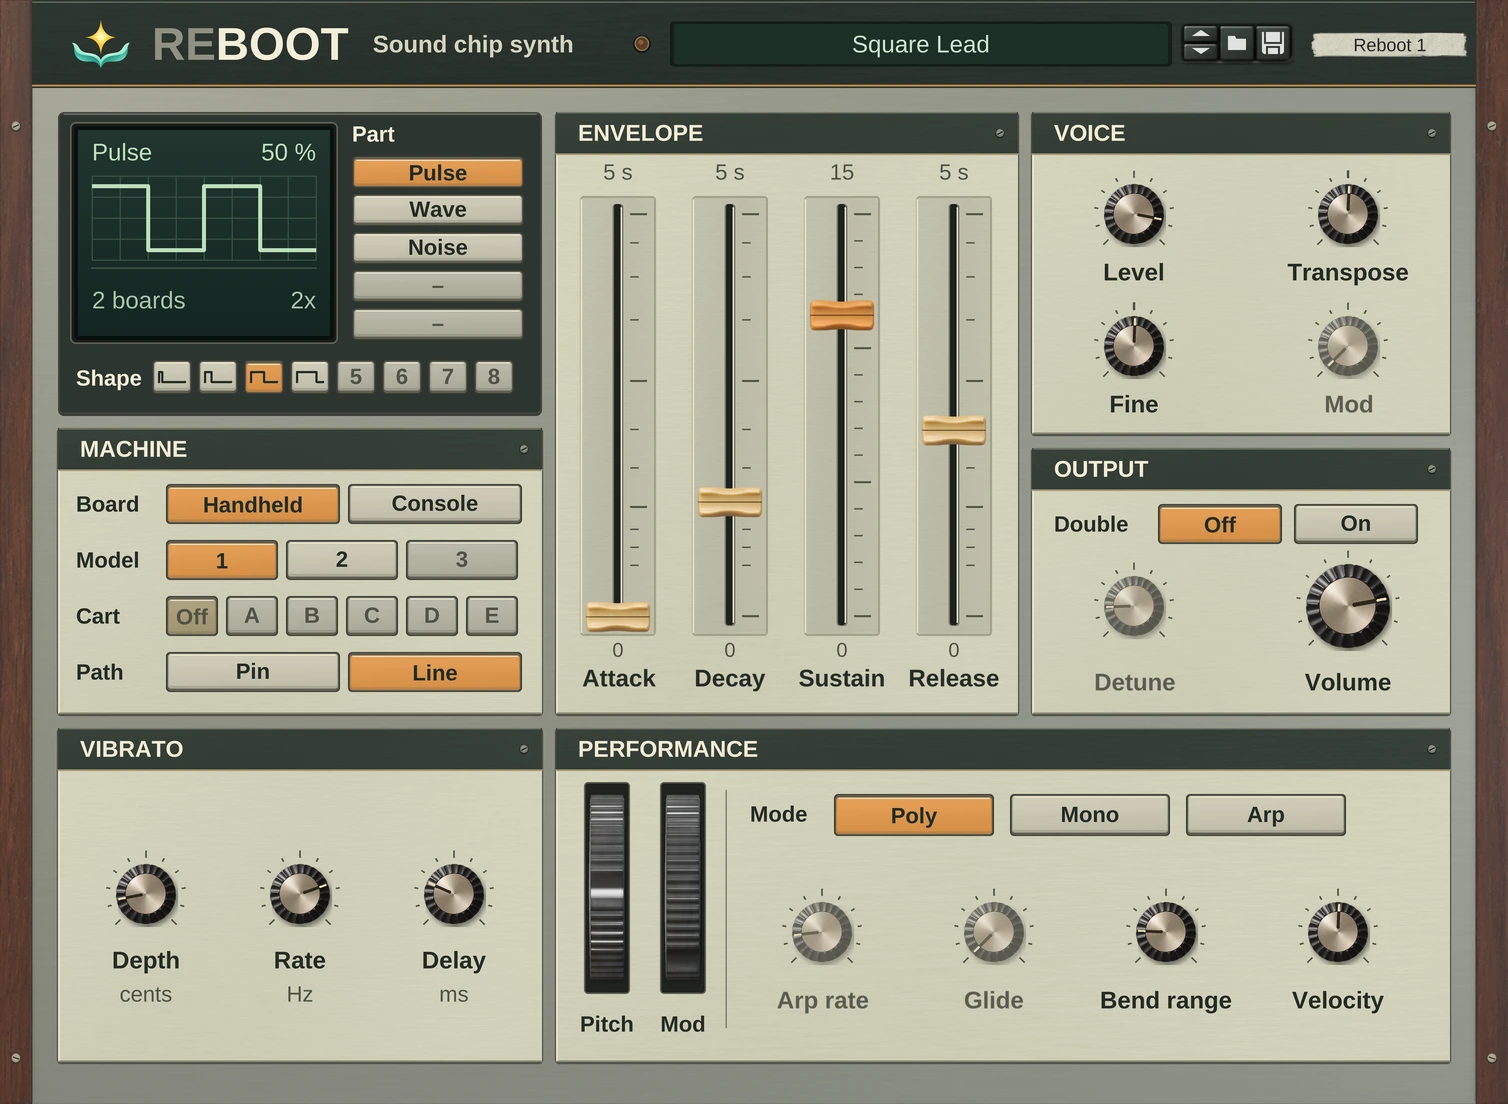 REBOOT Sound chip synth Square Lead Reboot 1
Pulse 50 %
2 boards 2x
Part
Pulse
Wave
Noise
–
–
Shape 5 6 7 8
MACHINE
Board Handheld Console
Model 1 2 3
Cart Off A B C D E
Path Pin Line
ENVELOPE
5 s 5 s 15 5 s
0 0 0 0
Attack Decay Sustain Release
VOICE
Level Transpose
Fine Mod
OUTPUT
Double Off On
Detune Volume
VIBRATO
Depth Rate Delay
cents Hz ms
PERFORMANCE
Pitch Mod
Mode Poly Mono Arp
Arp rate Glide Bend range Velocity